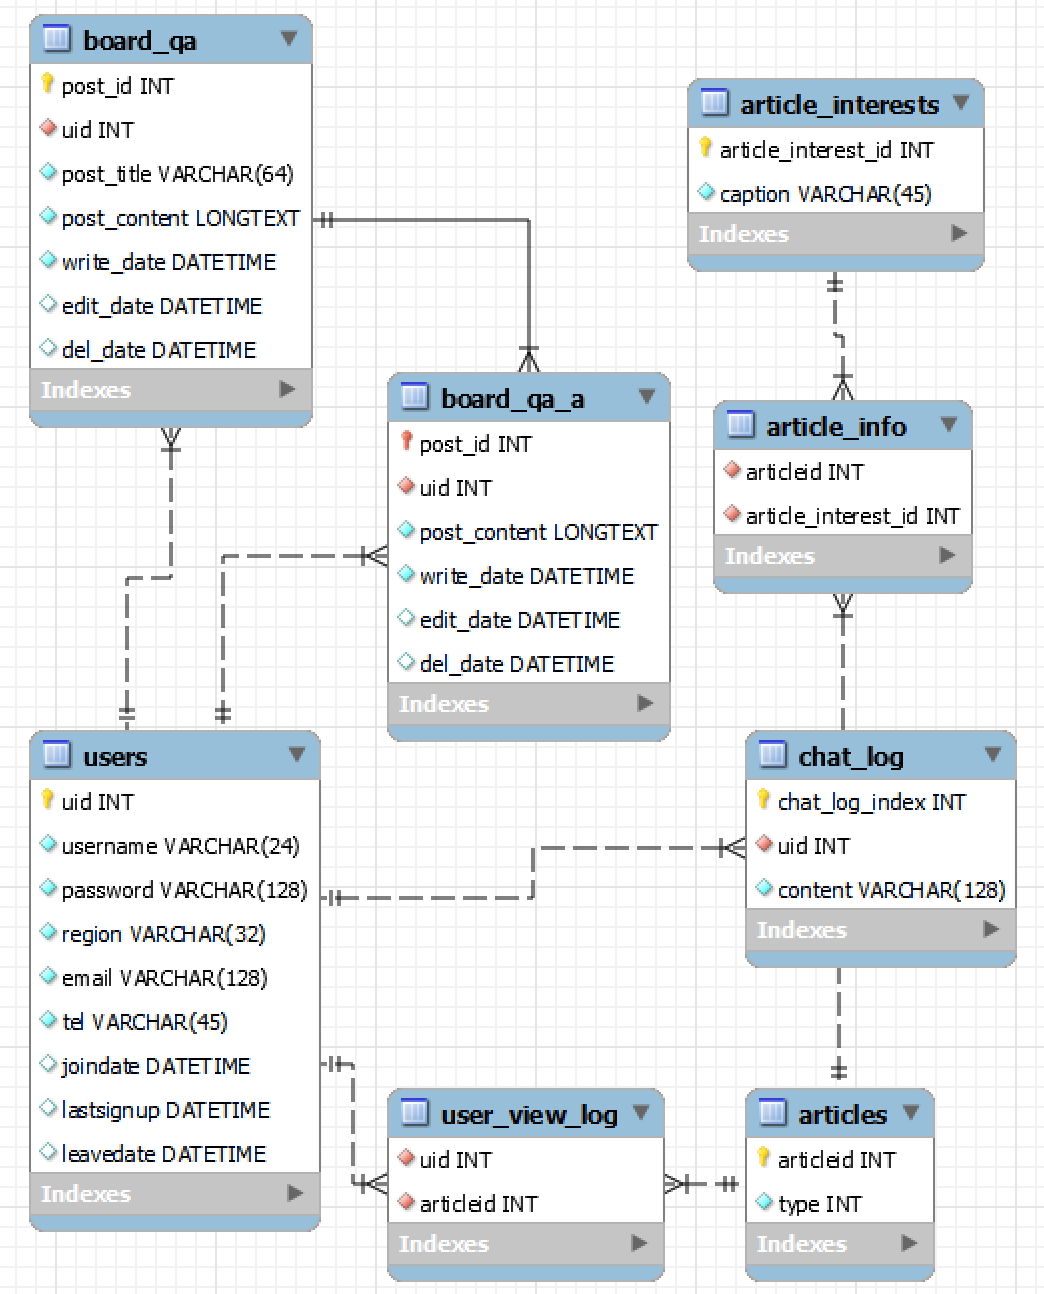 board_qa
post_id INT
uid INT
post_title VARCHAR(64)
post_content LONGTEXT
write_date DATETIME
edit_date DATETIME
del_date DATETIME
Indexes
article_interests
article_interest_id INT
caption VARCHAR(45)
Indexes
board_qa_a
post_id INT
uid INT
post_content LONGTEXT
write_date DATETIME
edit_date DATETIME
del_date DATETIME
Indexes
article_info
articleid INT
article_interest_id INT
Indexes
users
uid INT
username VARCHAR(24)
password VARCHAR(128)
region VARCHAR(32)
email VARCHAR(128)
tel VARCHAR(45)
joindate DATETIME
lastsignup DATETIME
leavedate DATETIME
Indexes
chat_log
chat_log_index INT
uid INT
content VARCHAR(128)
Indexes
user_view_log
uid INT
articleid INT
Indexes
articles
articleid INT
type INT
Indexes